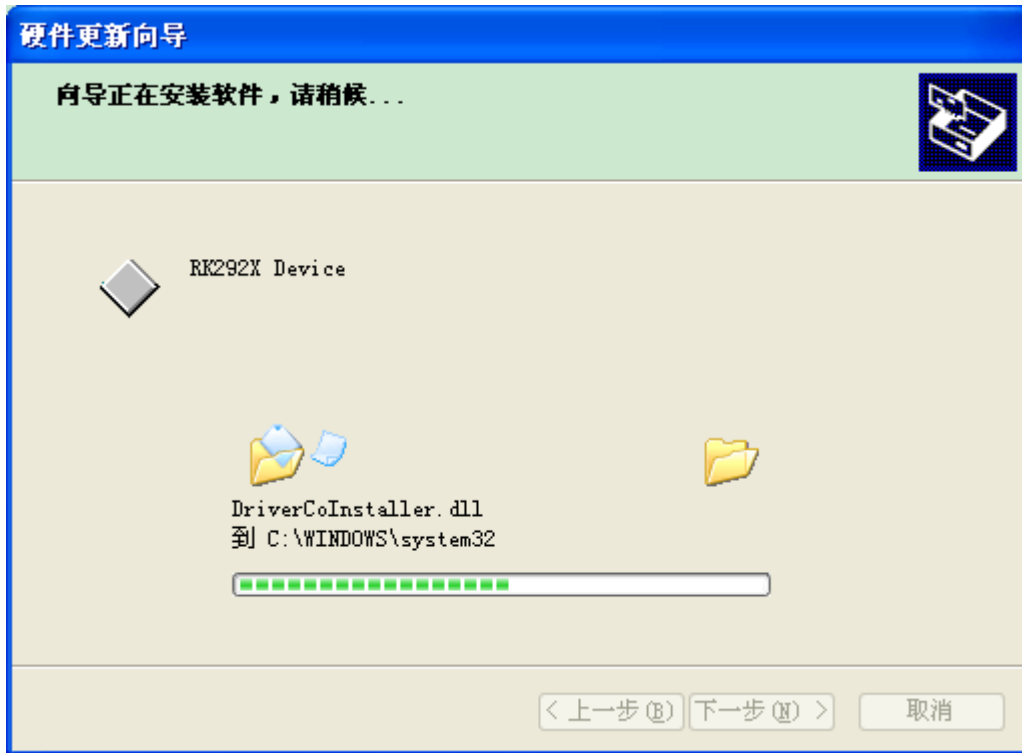 硬件更新向导
向导正在安装软件，请稍候...
RK292X Device
DriverCoInstaller.dll
到 C:\WINDOWS\system32
< 上一步(B) 下一步(N) > 取消